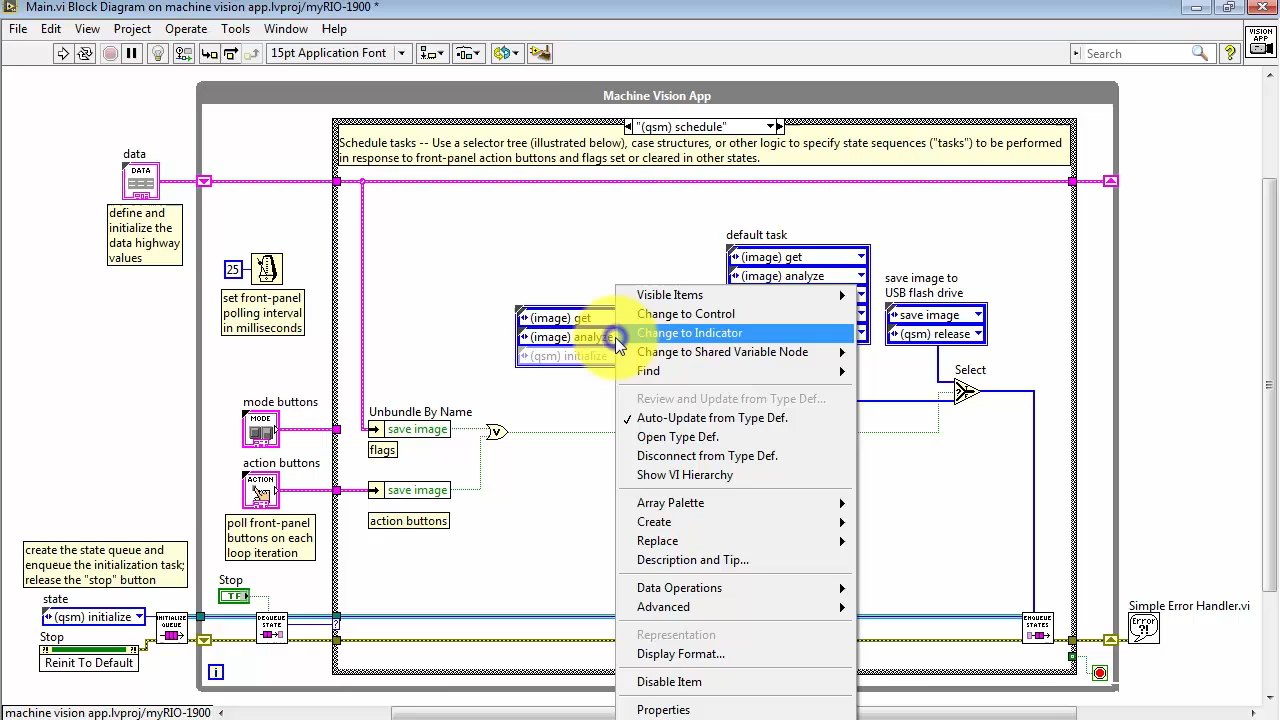 Main.vi Block Diagram on machine vision app.lvproj/myRIO-1900 *
File Edit View Project Operate Tools Window Help
15pt Application Font
Search
?
VISION APP
Machine Vision App
"(qsm) schedule"
Schedule tasks -- Use a selector tree (illustrated below), case structures, or other logic to specify state sequences ("tasks") to be performed
in response to front-panel action buttons and flags set or cleared in other states.
data
DATA
define and
initialize the
data highway
values
25
set front-panel
polling interval
in milliseconds
default task
(image) get
(image) analyze
save image to
USB flash drive
save image
(qsm) release
(image) get
(image) analyze
(qsm) initialize
Select
Visible Items
Change to Control
Change to Indicator
Change to Shared Variable Node
Find
Review and Update from Type Def...
✓ Auto-Update from Type Def.
Open Type Def.
Disconnect from Type Def.
Show VI Hierarchy
Array Palette
Create
Replace
Description and Tip...
Data Operations
Advanced
Representation
Display Format...
Disable Item
Properties
mode buttons
MODE
Unbundle By Name
save image
flags
V
action buttons
ACTION
save image
action buttons
poll front-panel
buttons on each
loop iteration
create the state queue and
enqueue the initialization task;
release the "stop" button
Stop
TF
state
(qsm) initialize
INITIALIZE QUEUE
DEQUEUE STATE
?
ENQUEUE STATES
Simple Error Handler.vi
Error
?!
Stop
Reinit To Default
i
machine vision app.lvproj/myRIO-1900